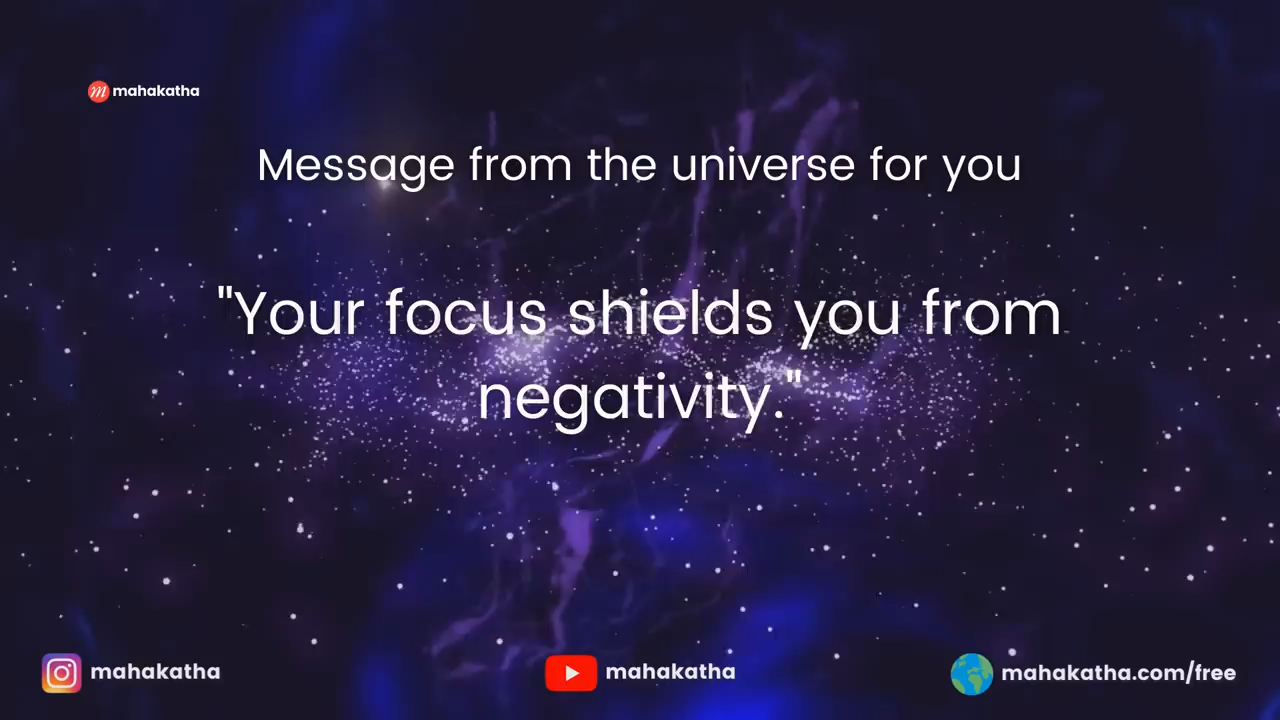 mahakatha
Message from the universe for you
"Your focus shields you from
negativity."
mahakatha
mahakatha
mahakatha.com/free